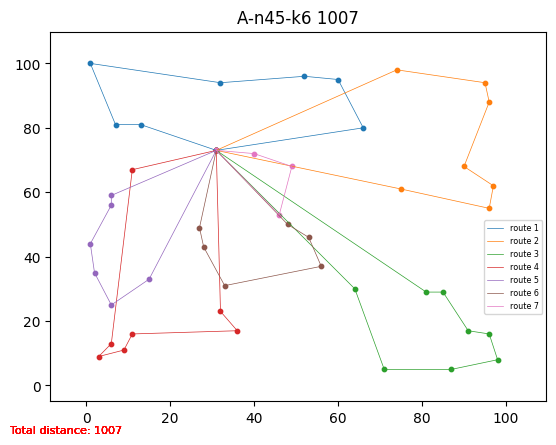 A-n45-k6 1007
100
80
60
40
20
0
0 20 40 60 80 100
route 1
route 2
route 3
route 4
route 5
route 6
route 7
Total distance: 1007